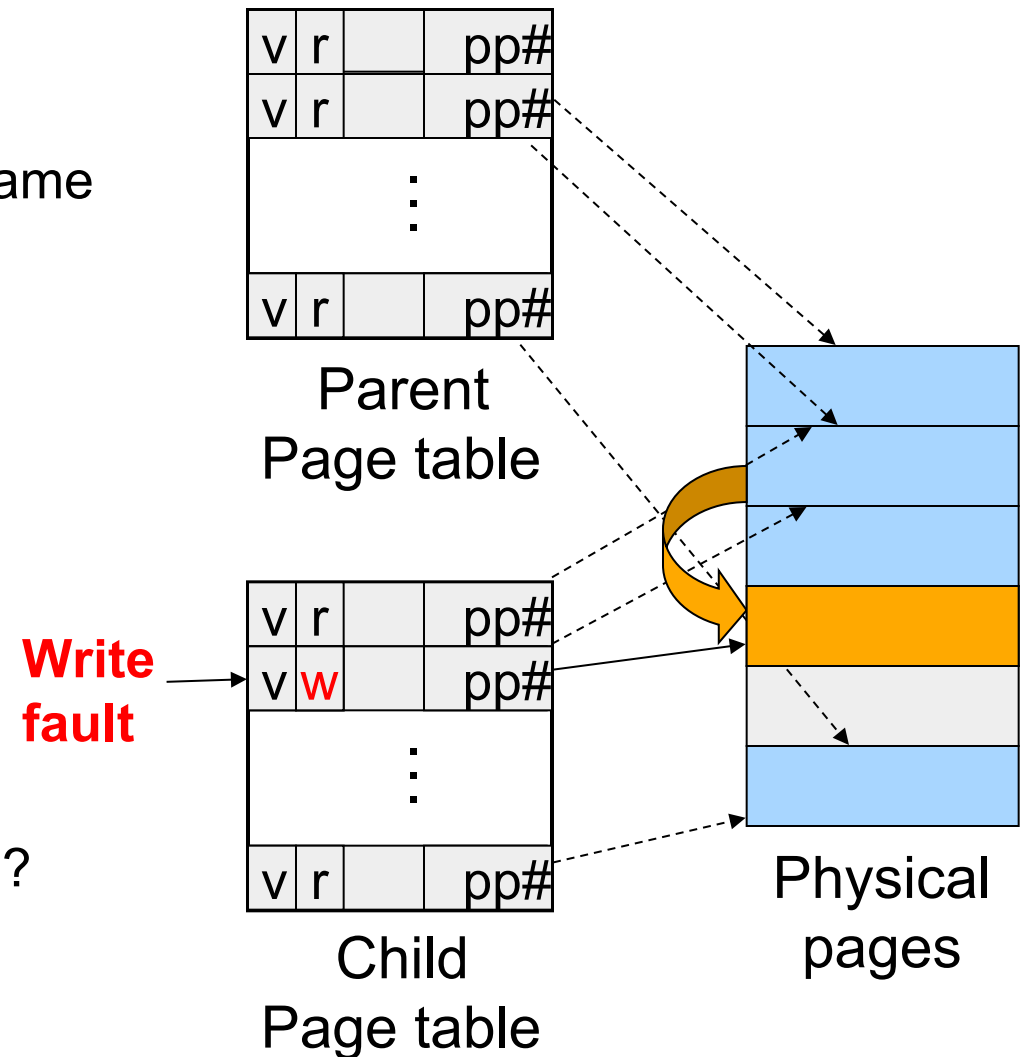 v r pp#
v r pp#
ame
⋮
v r pp#
Parent
Page table
v r pp#
Write
fault
v w pp#
⋮
?
v r pp#
Child
Page table
Physical
pages